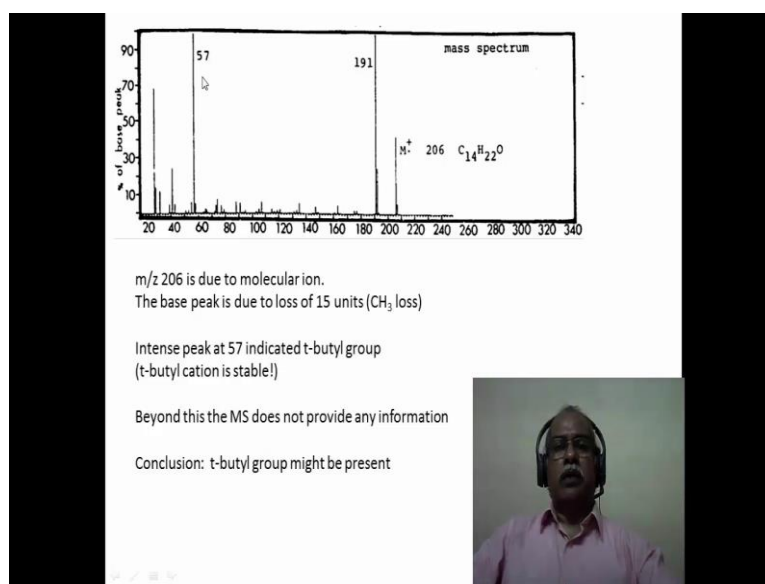 mass spectrum
90
57
191
70
% of base peak
50
M+. 206 C14H22O
30
10
20 40 60 80 100 120 140 160 180 200 220 240 260 280 300 320 340
m/z 206 is due to molecular ion.
The base peak is due to loss of 15 units (CH3 loss)
Intense peak at 57 indicated t-butyl group
(t-butyl cation is stable!)
Beyond this the MS does not provide any information
Conclusion: t-butyl group might be present